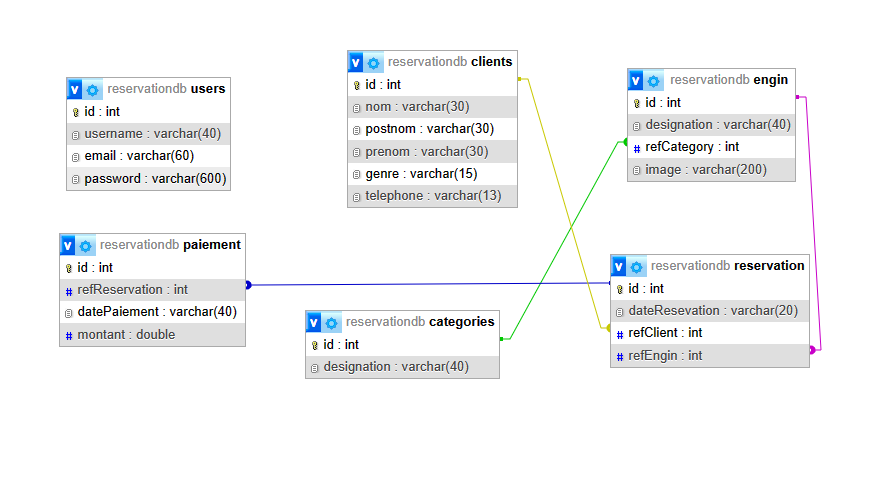 v reservationdb users
id : int
username : varchar(40)
email : varchar(60)
password : varchar(600)
v reservationdb clients
id : int
nom : varchar(30)
postnom : varchar(30)
prenom : varchar(30)
genre : varchar(15)
telephone : varchar(13)
v reservationdb engin
id : int
designation : varchar(40)
# refCategory : int
image : varchar(200)
v reservationdb paiement
id : int
# refReservation : int
datePaiement : varchar(40)
# montant : double
v reservationdb categories
id : int
designation : varchar(40)
v reservationdb reservation
id : int
dateResevation : varchar(20)
# refClient : int
# refEngin : int